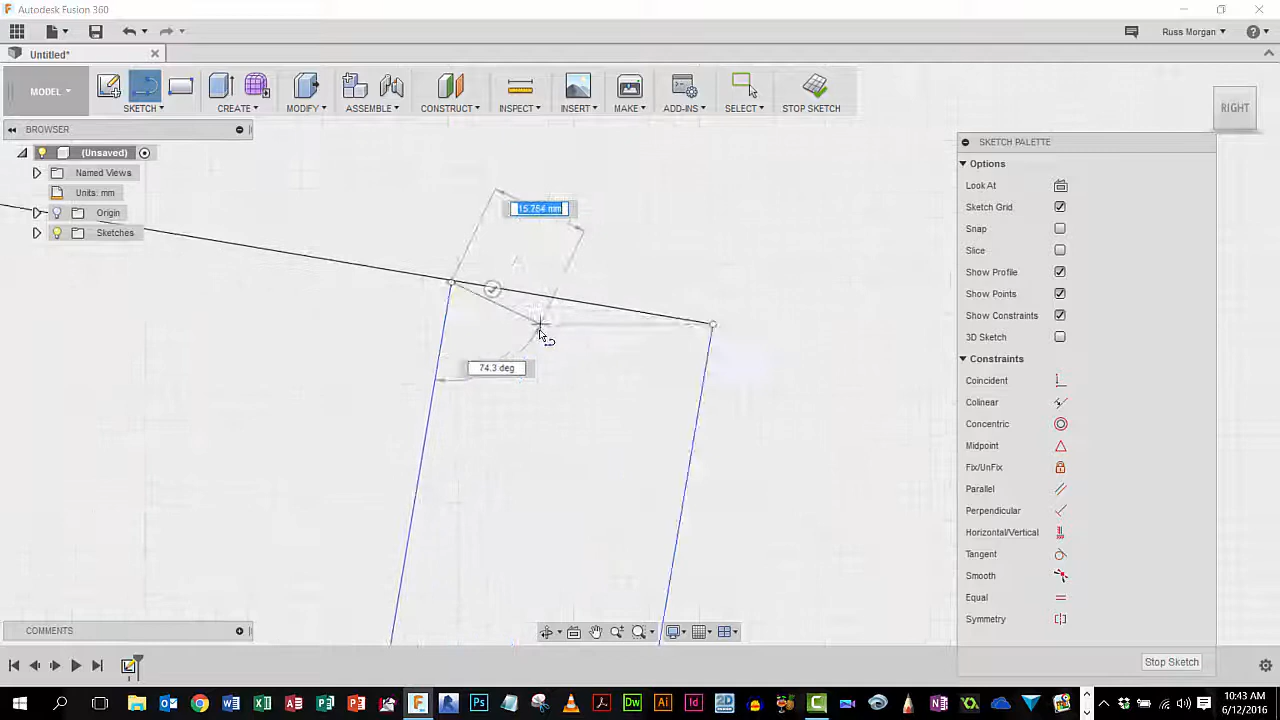 Autodesk Fusion 360
Russ Morgan
Untitled*
MODEL
SKETCH
CREATE
MODIFY
ASSEMBLE
CONSTRUCT
INSPECT
INSERT
MAKE
ADD-INS
SELECT
STOP SKETCH
RIGHT
BROWSER
(Unsaved)
Named Views
Units: mm
Origin
Sketches
15.764 mm
74.3 deg
SKETCH PALETTE
Options
Look At
Sketch Grid
Snap
Slice
Show Profile
Show Points
Show Constraints
3D Sketch
Constraints
Coincident
Colinear
Concentric
Midpoint
Fix/UnFix
Parallel
Perpendicular
Horizontal/Vertical
Tangent
Smooth
Equal
Symmetry
Stop Sketch
COMMENTS
10:43 AM
6/12/2016